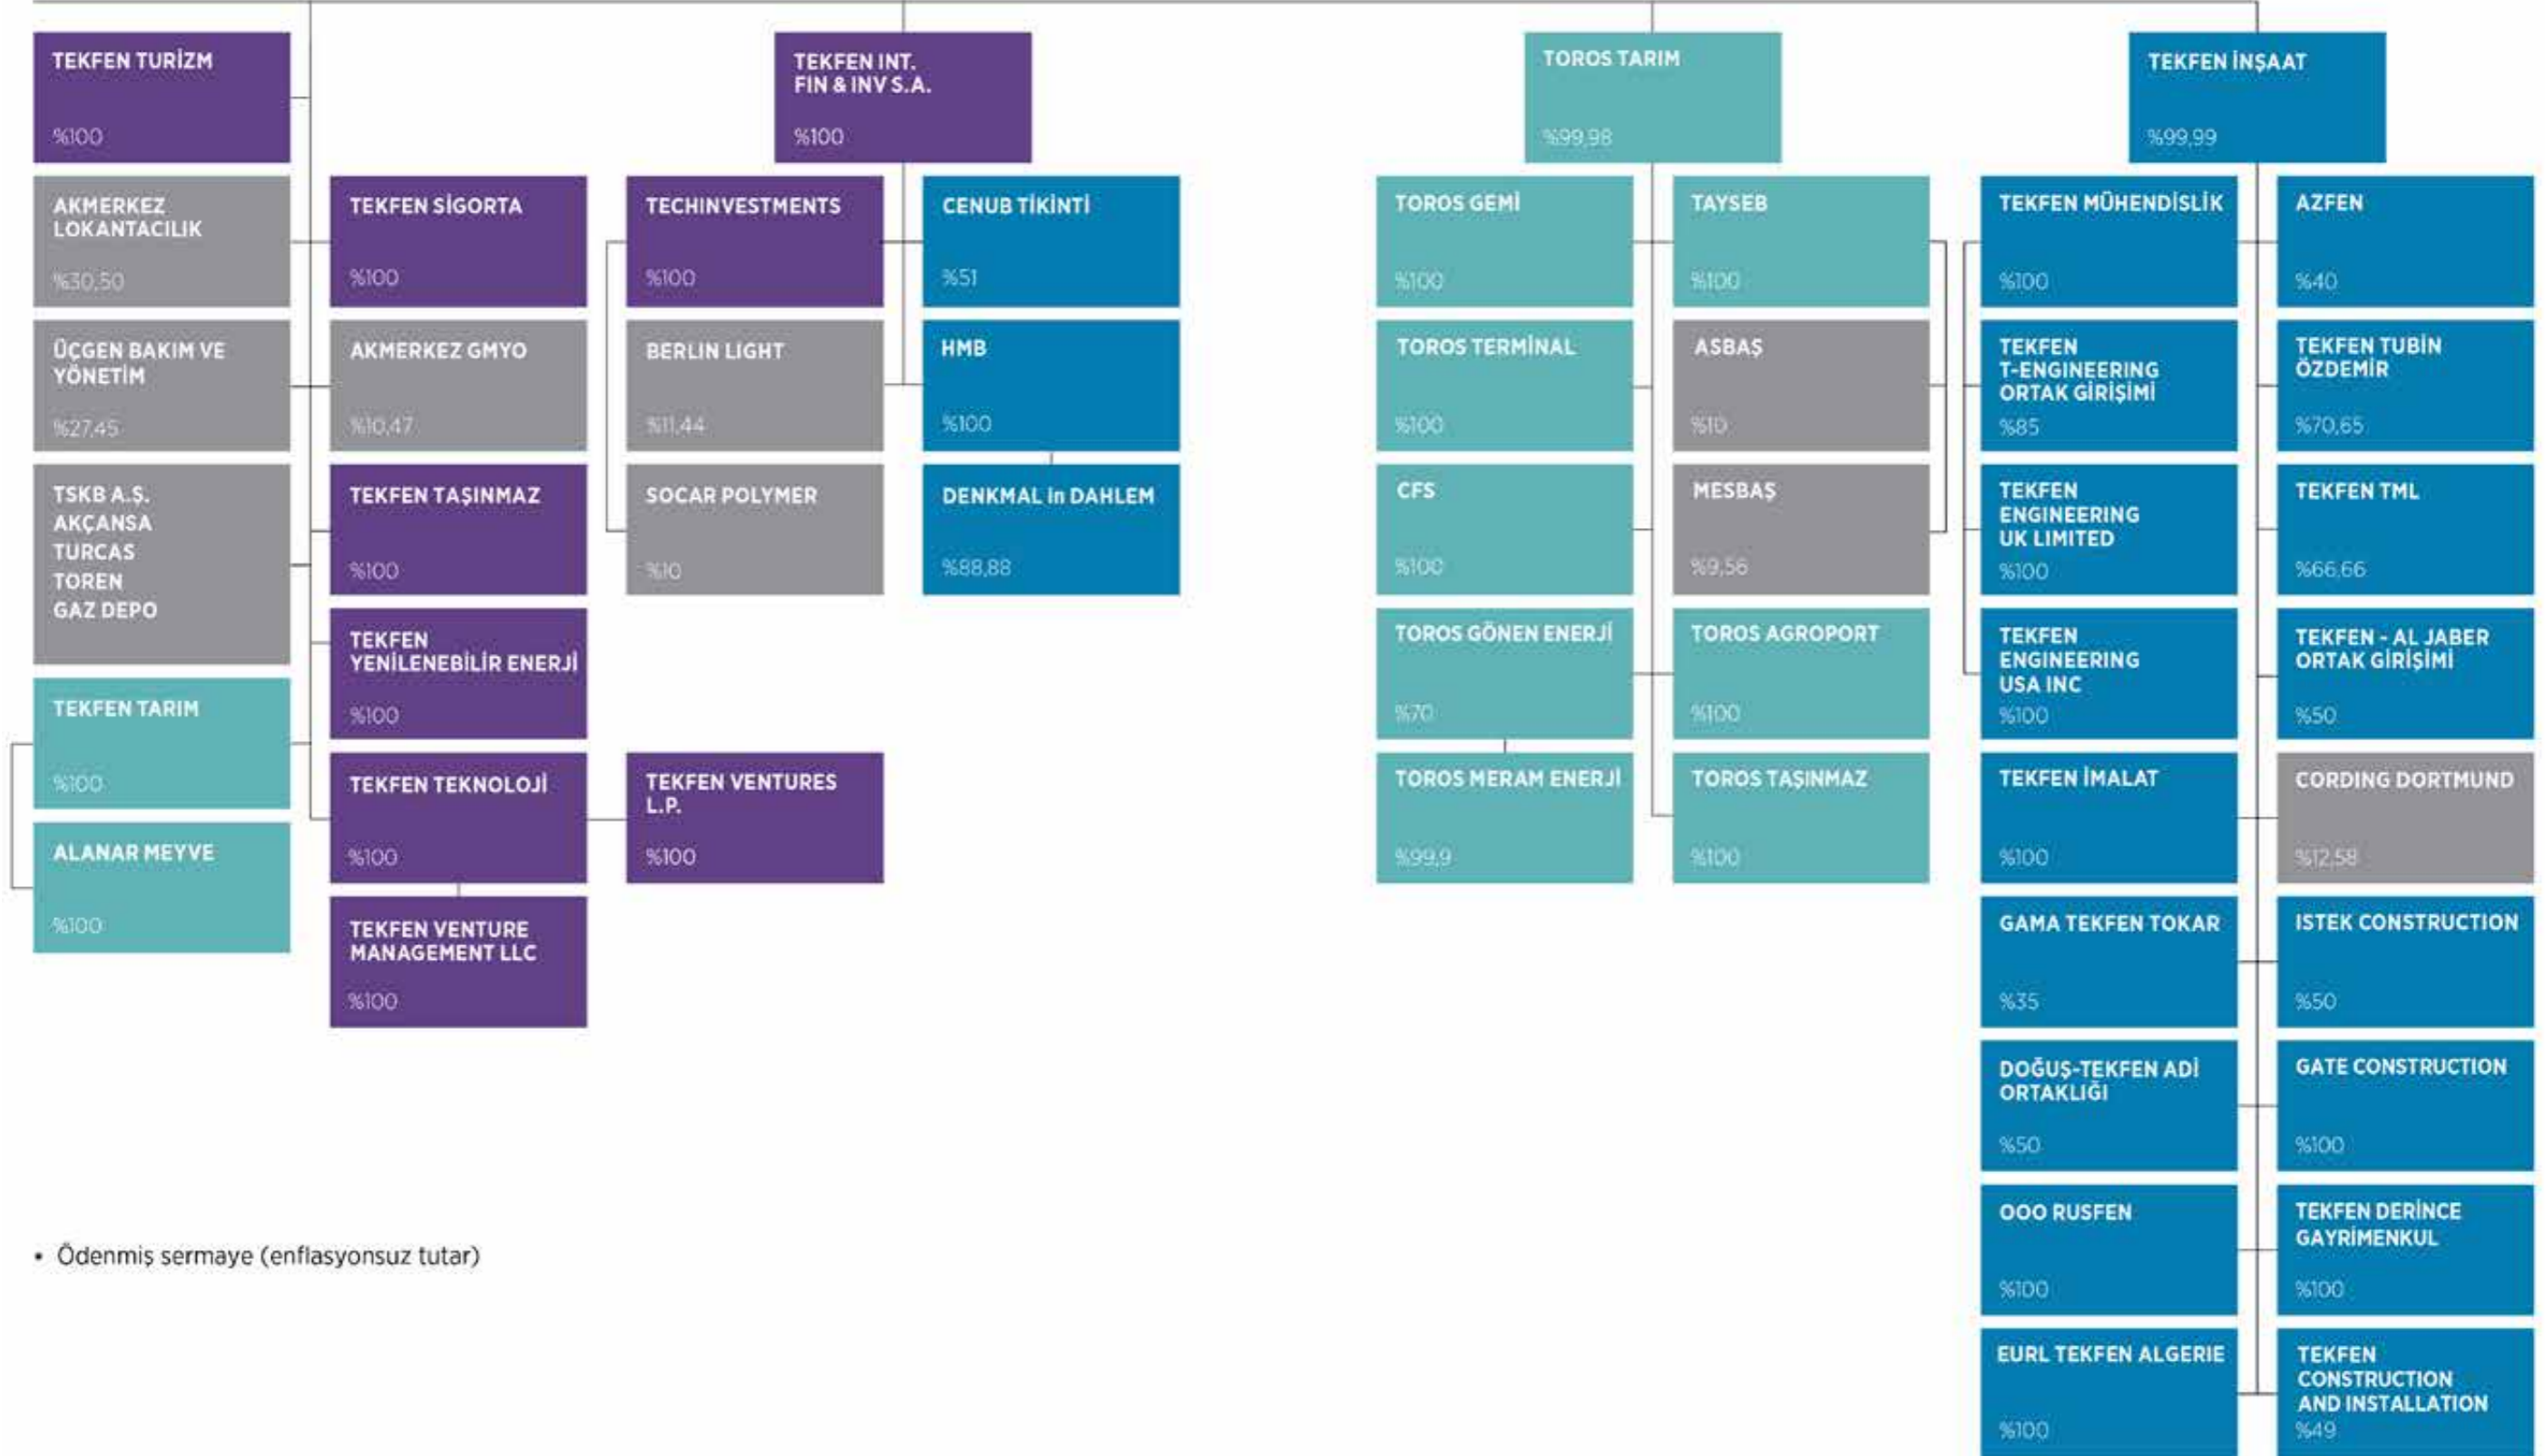 TEKFEN TURİZM
%100
AKMERKEZ
LOKANTACILIK
%30,50
ÜÇGEN BAKIM VE
YÖNETİM
%27,45
TSKB A.Ş.
AKÇANSA
TURCAS
TOREN
GAZ DEPO
TEKFEN TARIM
%100
ALANAR MEYVE
%100
TEKFEN SİGORTA
%100
AKMERKEZ GMYO
%10,47
TEKFEN TAŞINMAZ
%100
TEKFEN
YENİLENEBİLİR ENERJİ
%100
TEKFEN TEKNOLOJİ
%100
TEKFEN VENTURE
MANAGEMENT LLC
%100
TEKFEN VENTURES
L.P.
%100
TEKFEN INT.
FIN & INV S.A.
%100
TECHINVESTMENTS
%100
BERLIN LIGHT
%11,44
SOCAR POLYMER
%10
CENUB TİKİNTİ
%51
HMB
%100
DENKMAL in DAHLEM
%88,88
TOROS TARIM
%99,98
TOROS GEMİ
%100
TOROS TERMİNAL
%100
CFS
%100
TOROS GÖNEN ENERJİ
%70
TOROS MERAM ENERJİ
%99,9
TAYSEB
%100
ASBAŞ
%10
MESBAŞ
%9,56
TOROS AGROPORT
%100
TOROS TAŞINMAZ
%100
TEKFEN İNŞAAT
%99,99
TEKFEN MÜHENDİSLİK
%100
TEKFEN
T-ENGINEERING
ORTAK GİRİŞİMİ
%85
TEKFEN
ENGINEERING
UK LIMITED
%100
TEKFEN
ENGINEERING
USA INC
%100
TEKFEN İMALAT
%100
GAMA TEKFEN TOKAR
%35
DOĞUŞ-TEKFEN ADİ
ORTAKLIĞI
%50
OOO RUSFEN
%100
EURL TEKFEN ALGERIE
%100
AZFEN
%40
TEKFEN TUBİN
ÖZDEMİR
%70,65
TEKFEN TML
%66,66
TEKFEN - AL JABER
ORTAK GİRİŞİMİ
%50
CORDING DORTMUND
%12,58
ISTEK CONSTRUCTION
%50
GATE CONSTRUCTION
%100
TEKFEN DERİNCE
GAYRİMENKUL
%100
TEKFEN
CONSTRUCTION
AND INSTALLATION
%49
• Ödenmiş sermaye (enflasyonsuz tutar)